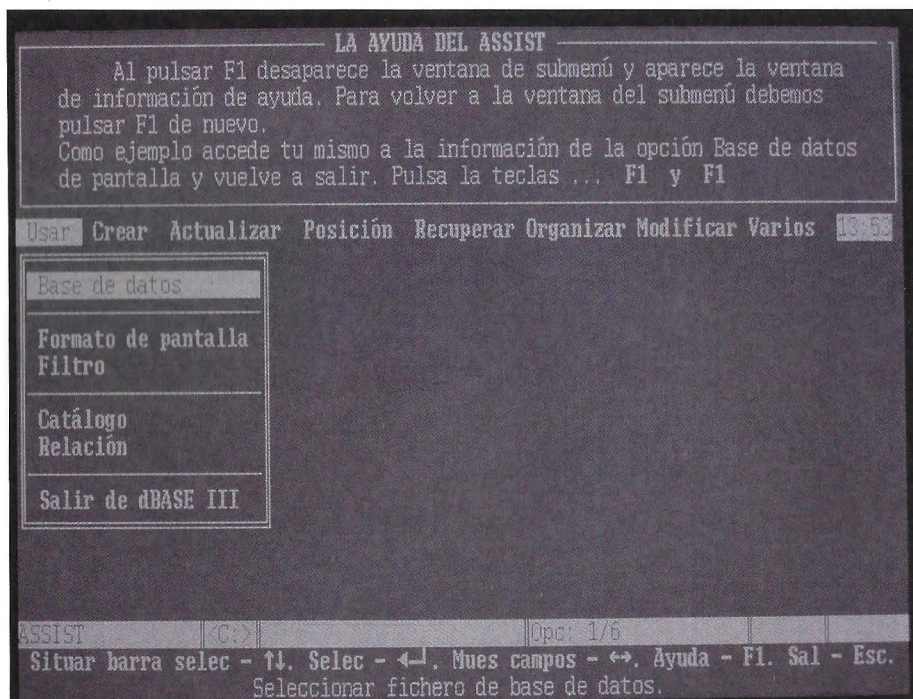 LA AYUDA DEL ASSIST
Al pulsar F1 desaparece la ventana de submenú y aparece la ventana
de información de ayuda. Para volver a la ventana del submenú debemos
pulsar F1 de nuevo.
Como ejemplo accede tu mismo a la información de la opción Base de datos
de pantalla y vuelve a salir. Pulsa la teclas ... F1 y F1
Usar Crear Actualizar Posición Recuperar Organizar Modificar Varios 13:53
Base de datos
Formato de pantalla
Filtro
Catálogo
Relación
Salir de dBASE III
ASSIST <C:> Opc: 1/6
Situar barra selec - ↑↓. Selec - ↵. Mues campos - ↔. Ayuda - F1. Sal - Esc.
Seleccionar fichero de base de datos.